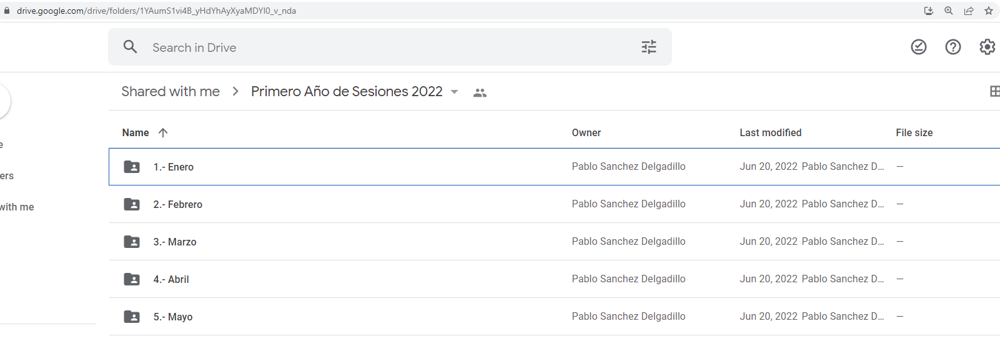 drive.google.com/drive/folders/1YAumS1vi4B_yHdYhAyXyaMDYI0_v_nda
Search in Drive
Shared with me > Primero Año de Sesiones 2022
Name Owner Last modified File size
1.- Enero Pablo Sanchez Delgadillo Jun 20, 2022 Pablo Sanchez D... —
e
2.- Febrero Pablo Sanchez Delgadillo Jun 20, 2022 Pablo Sanchez D... —
ers
with me
3.- Marzo Pablo Sanchez Delgadillo Jun 20, 2022 Pablo Sanchez D... —
4.- Abril Pablo Sanchez Delgadillo Jun 20, 2022 Pablo Sanchez D... —
5.- Mayo Pablo Sanchez Delgadillo Jun 20, 2022 Pablo Sanchez D... —